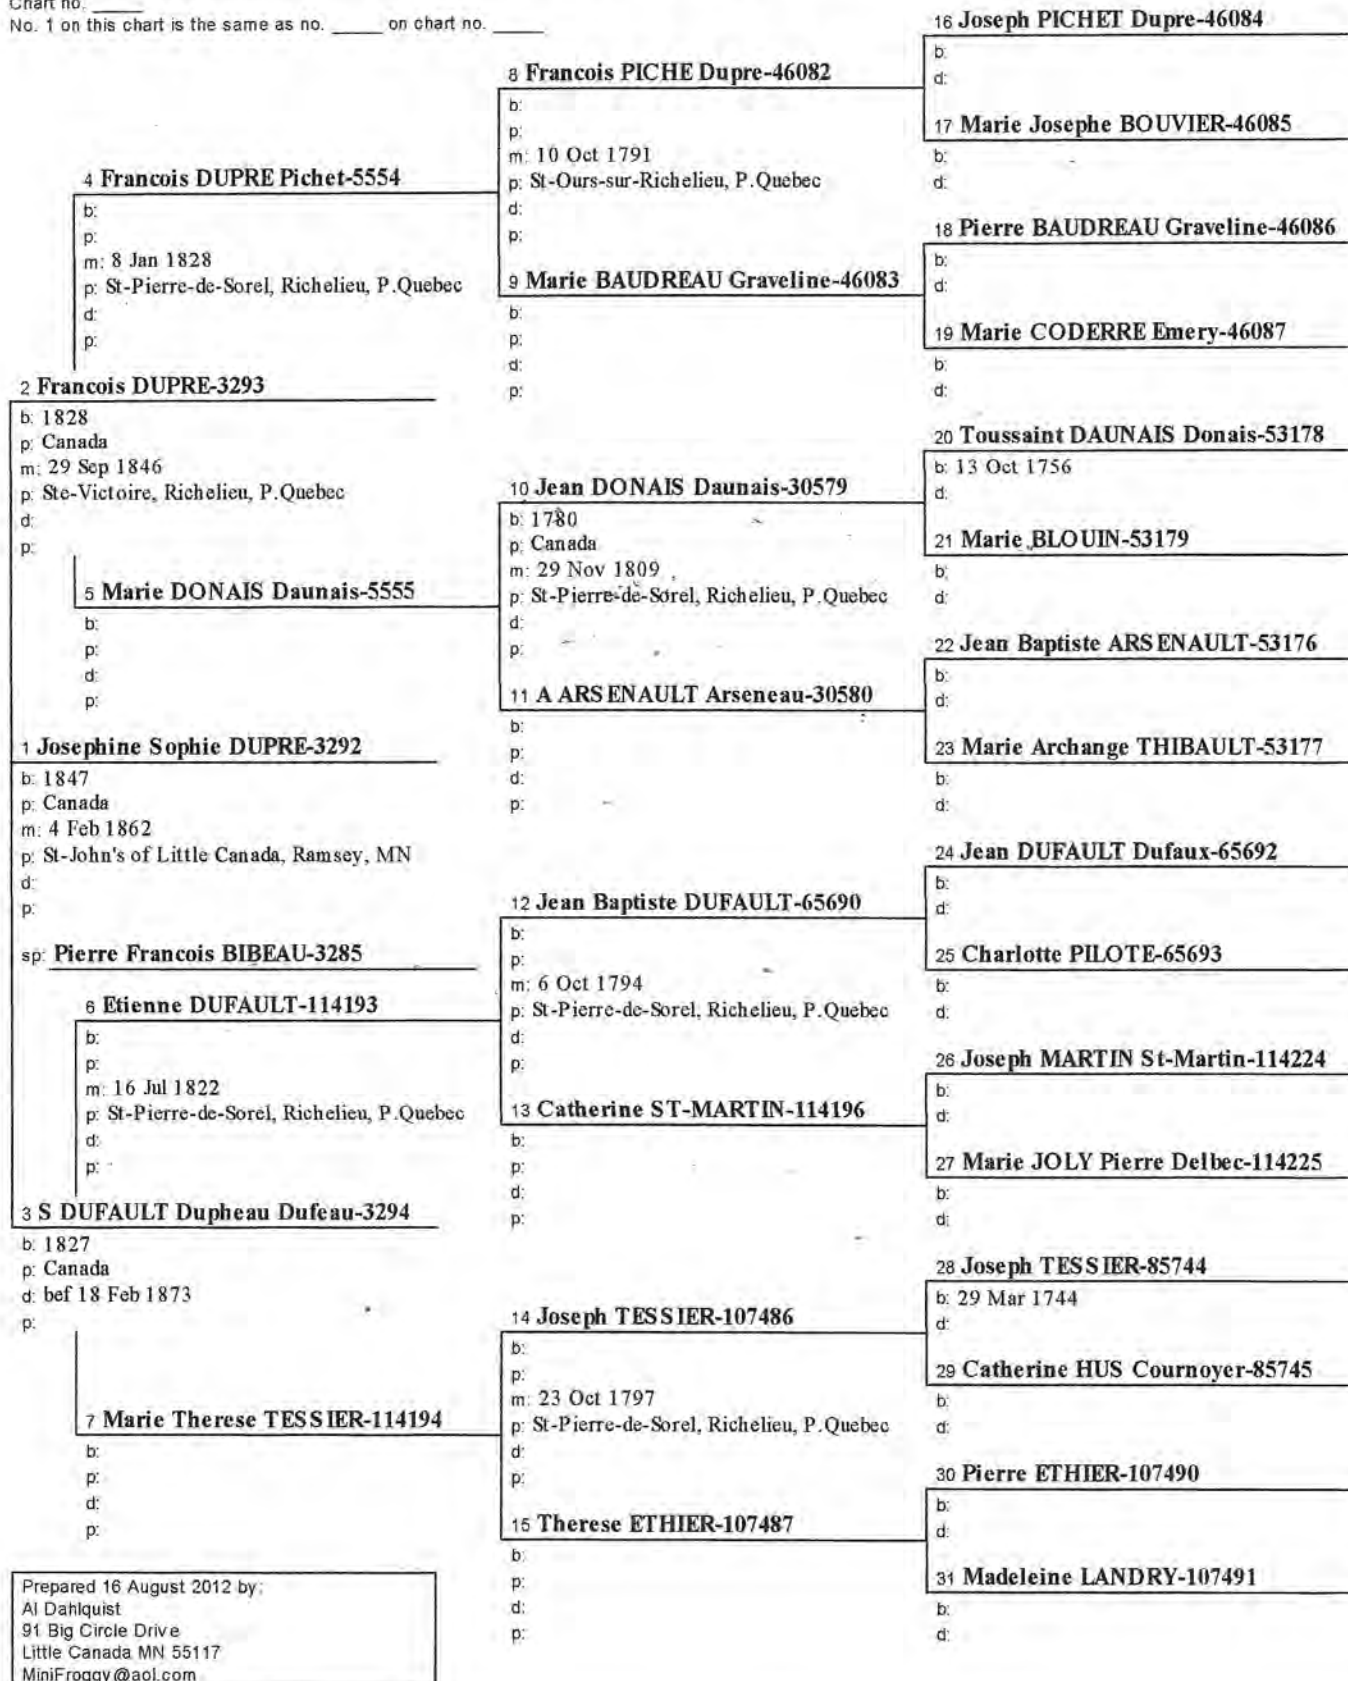 Chart no. _____
No. 1 on this chart is the same as no. _____ on chart no. _____
16 Joseph PICHET Dupre-46084
b:
d:
8 Francois PICHE Dupre-46082
b:
p:
m: 10 Oct 1791
p: St-Ours-sur-Richelieu, P.Quebec
d:
p:
17 Marie Josephe BOUVIER-46085
b:
d:
4 Francois DUPRE Pichet-5554
b:
p:
m: 8 Jan 1828
p: St-Pierre-de-Sorel, Richelieu, P.Quebec
d:
p:
18 Pierre BAUDREAU Graveline-46086
b:
d:
9 Marie BAUDREAU Graveline-46083
b:
p:
d:
p:
19 Marie CODERRE Emery-46087
b:
d:
2 Francois DUPRE-3293
b: 1828
p: Canada
m: 29 Sep 1846
p: Ste-Victoire, Richelieu, P.Quebec
d:
p:
20 Toussaint DAUNAIS Donais-53178
b: 13 Oct 1756
d:
10 Jean DONAIS Daunais-30579
b: 1780
p: Canada
m: 29 Nov 1809
p: St-Pierre-de-Sorel, Richelieu, P.Quebec
d:
p:
21 Marie BLOUIN-53179
b:
d:
5 Marie DONAIS Daunais-5555
b:
p:
d:
p:
22 Jean Baptiste ARSENAULT-53176
b:
d:
11 A ARSENAULT Arseneau-30580
b:
p:
d:
p:
23 Marie Archange THIBAULT-53177
b:
d:
1 Josephine Sophie DUPRE-3292
b: 1847
p: Canada
m: 4 Feb 1862
p: St-John's of Little Canada, Ramsey, MN
d:
p:
sp: Pierre Francois BIBEAU-3285
24 Jean DUFAULT Dufaux-65692
b:
d:
12 Jean Baptiste DUFAULT-65690
b:
p:
m: 6 Oct 1794
p: St-Pierre-de-Sorel, Richelieu, P.Quebec
d:
p:
25 Charlotte PILOTE-65693
b:
d:
6 Etienne DUFAULT-114193
b:
p:
m: 16 Jul 1822
p: St-Pierre-de-Sorel, Richelieu, P.Quebec
d:
p:
26 Joseph MARTIN St-Martin-114224
b:
d:
13 Catherine ST-MARTIN-114196
b:
p:
d:
p:
27 Marie JOLY Pierre Delbec-114225
b:
d:
3 S DUFAULT Dupheau Dufeau-3294
b: 1827
p: Canada
d: bef 18 Feb 1873
p:
28 Joseph TESSIER-85744
b: 29 Mar 1744
d:
14 Joseph TESSIER-107486
b:
p:
m: 23 Oct 1797
p: St-Pierre-de-Sorel, Richelieu, P.Quebec
d:
p:
29 Catherine HUS Cournoyer-85745
b:
d:
7 Marie Therese TESSIER-114194
b:
p:
d:
p:
30 Pierre ETHIER-107490
b:
d:
15 Therese ETHIER-107487
b:
p:
d:
p:
31 Madeleine LANDRY-107491
b:
d:
Prepared 16 August 2012 by:
Al Dahlquist
91 Big Circle Drive
Little Canada MN 55117
MiniFroggy@aol.com